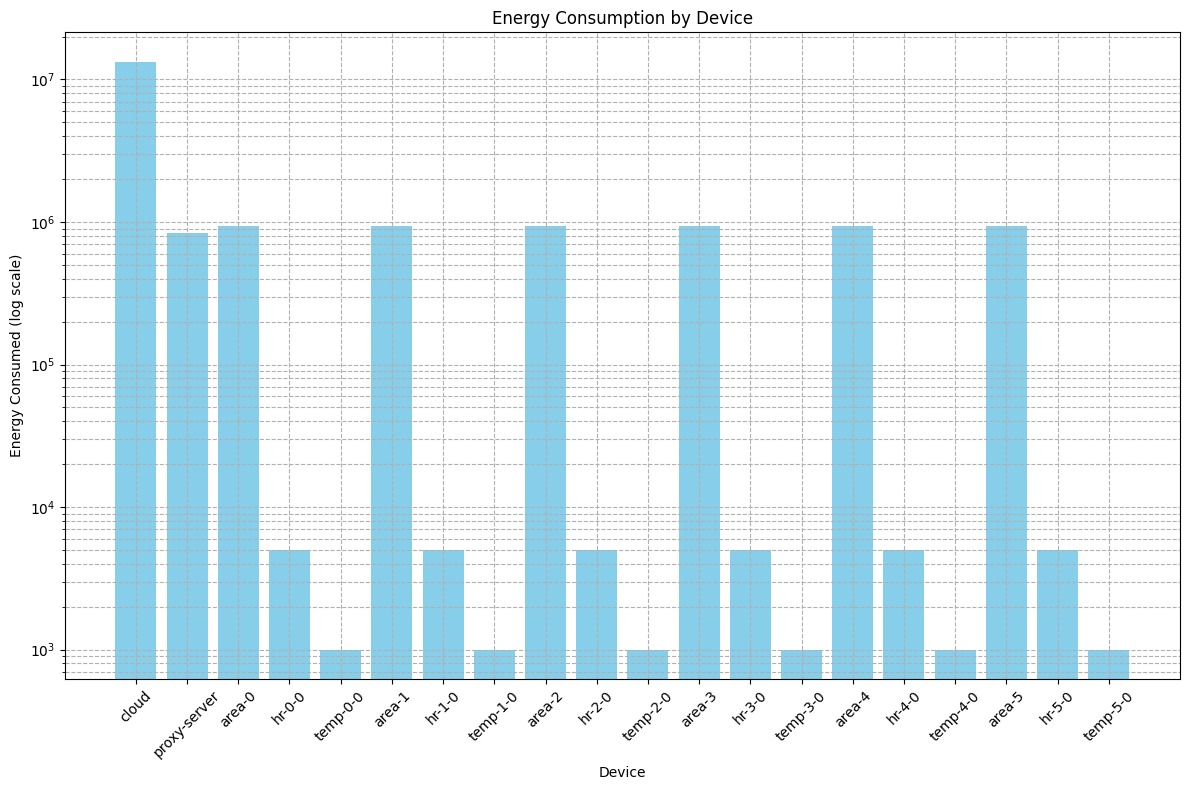 Energy Consumption by Device
Energy Consumed (log scale)
10⁷
10⁶
10⁵
10⁴
10³
cloud
proxy-server
area-0
hr-0-0
temp-0-0
area-1
hr-1-0
temp-1-0
area-2
hr-2-0
temp-2-0
area-3
hr-3-0
temp-3-0
area-4
hr-4-0
temp-4-0
area-5
hr-5-0
temp-5-0
Device